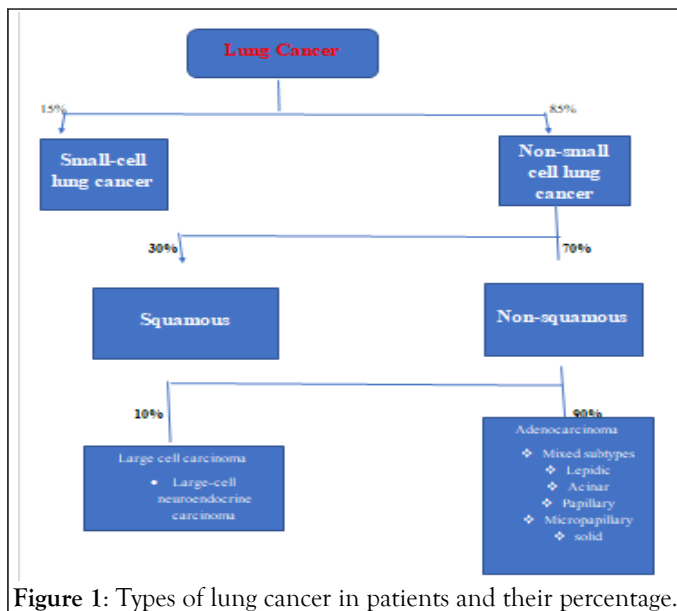 Lung Cancer
15%
85%
Small-cell
lung cancer
Non-small
cell lung
cancer
30%
70%
Squamous
Non-squamous
10%
90%
Large cell carcinoma
• Large-cell
neuroendocrine
carcinoma
Adenocarcinoma
❖ Mixed subtypes
❖ Lepidic
❖ Acinar
❖ Papillary
❖ Micropapillary
❖ solid
Figure 1: Types of lung cancer in patients and their percentage.